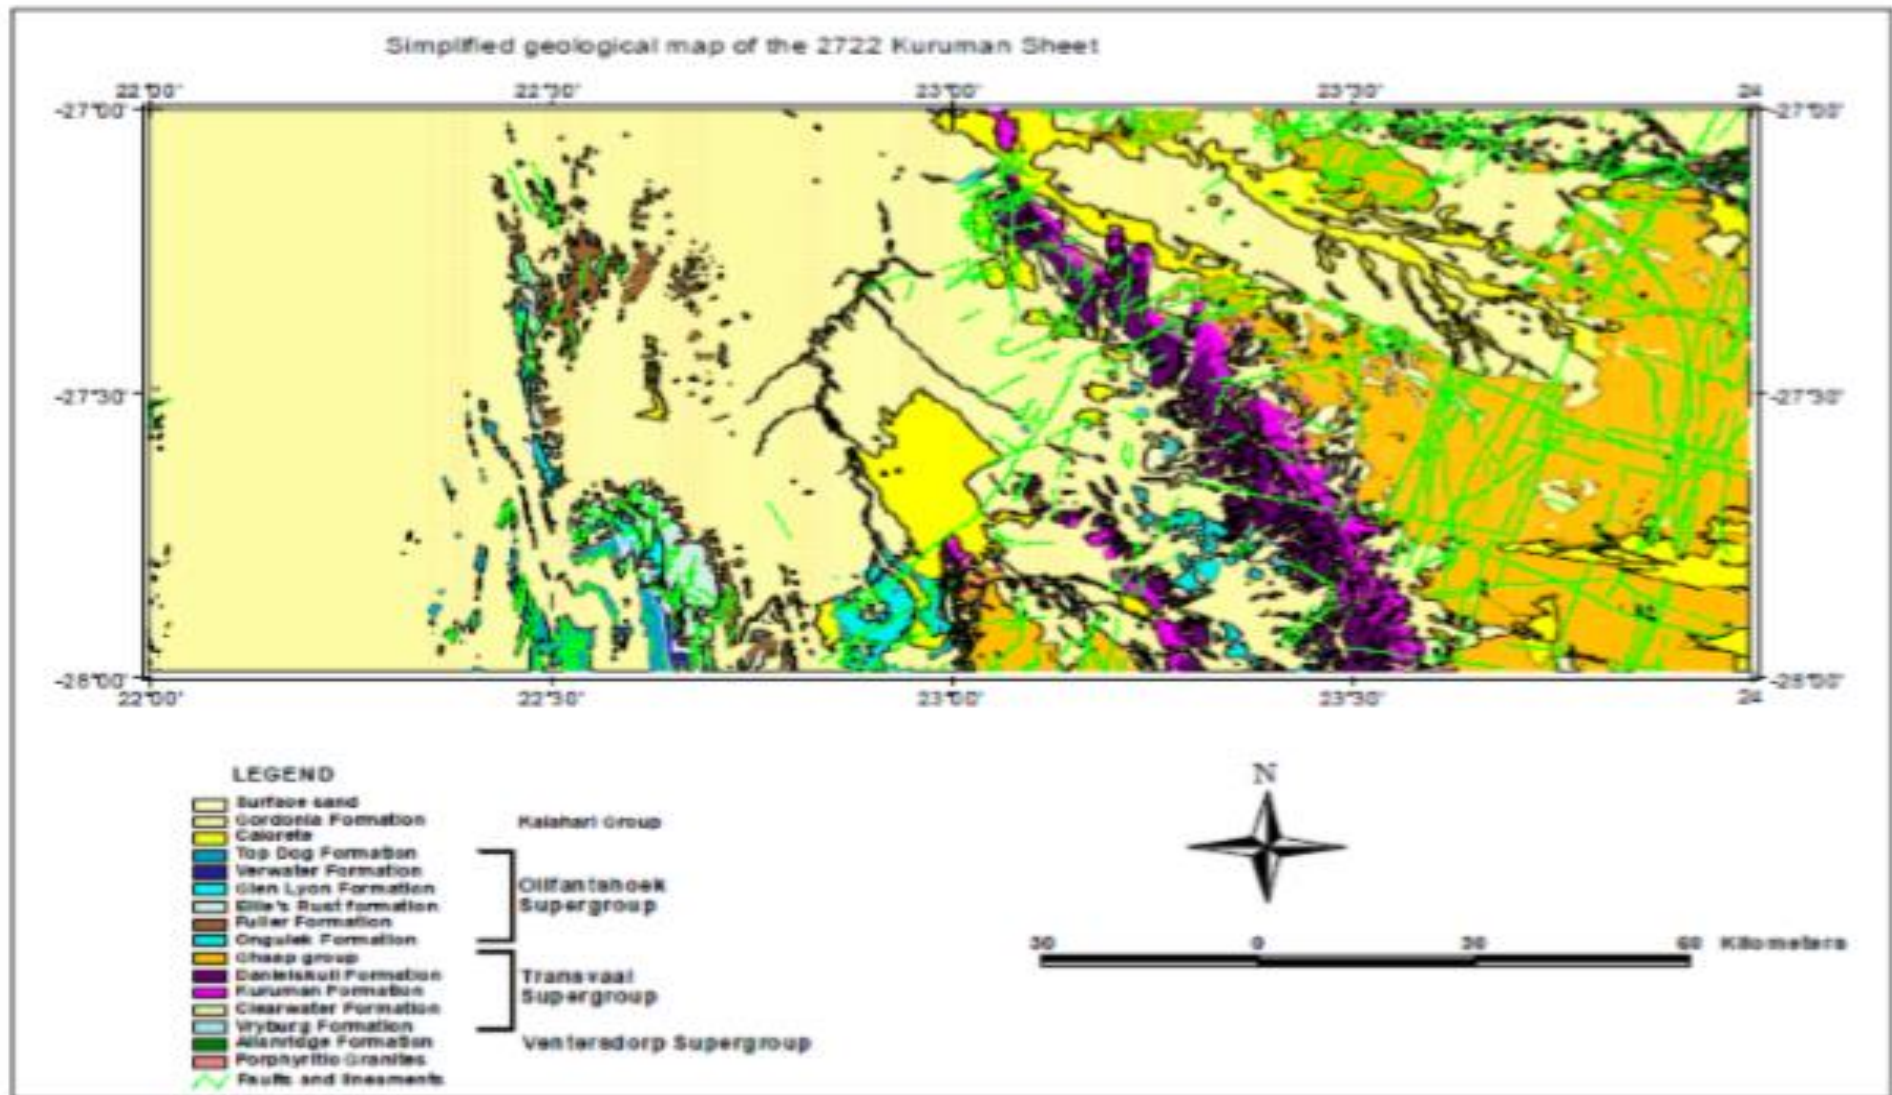 Simplified geological map of the 2722 Kuruman Sheet
22°00' 22°30' 23°00' 23°30' 24
-27°00' -27°00'
-27°30' -27°30'
-28°00' -28°00'
22°00' 22°30' 23°00' 23°30' 24
LEGEND
Surface sand
Gordonia Formation
Kalahari Group
Calcrete
Top Dog Formation
Verwater Formation
Glen Lyon Formation
Olifantshoek
Supergroup
Ellie's Rust formation
Fuller Formation
Onguluk Formation
Ghaap group
Danielskuil Formation
Transvaal
Supergroup
Kuruman Formation
Clearwater Formation
Vryburg Formation
Allanridge Formation
Ventersdorp Supergroup
Porphyritic Granites
Faults and lineaments
N
30 0 30 60 Kilometers